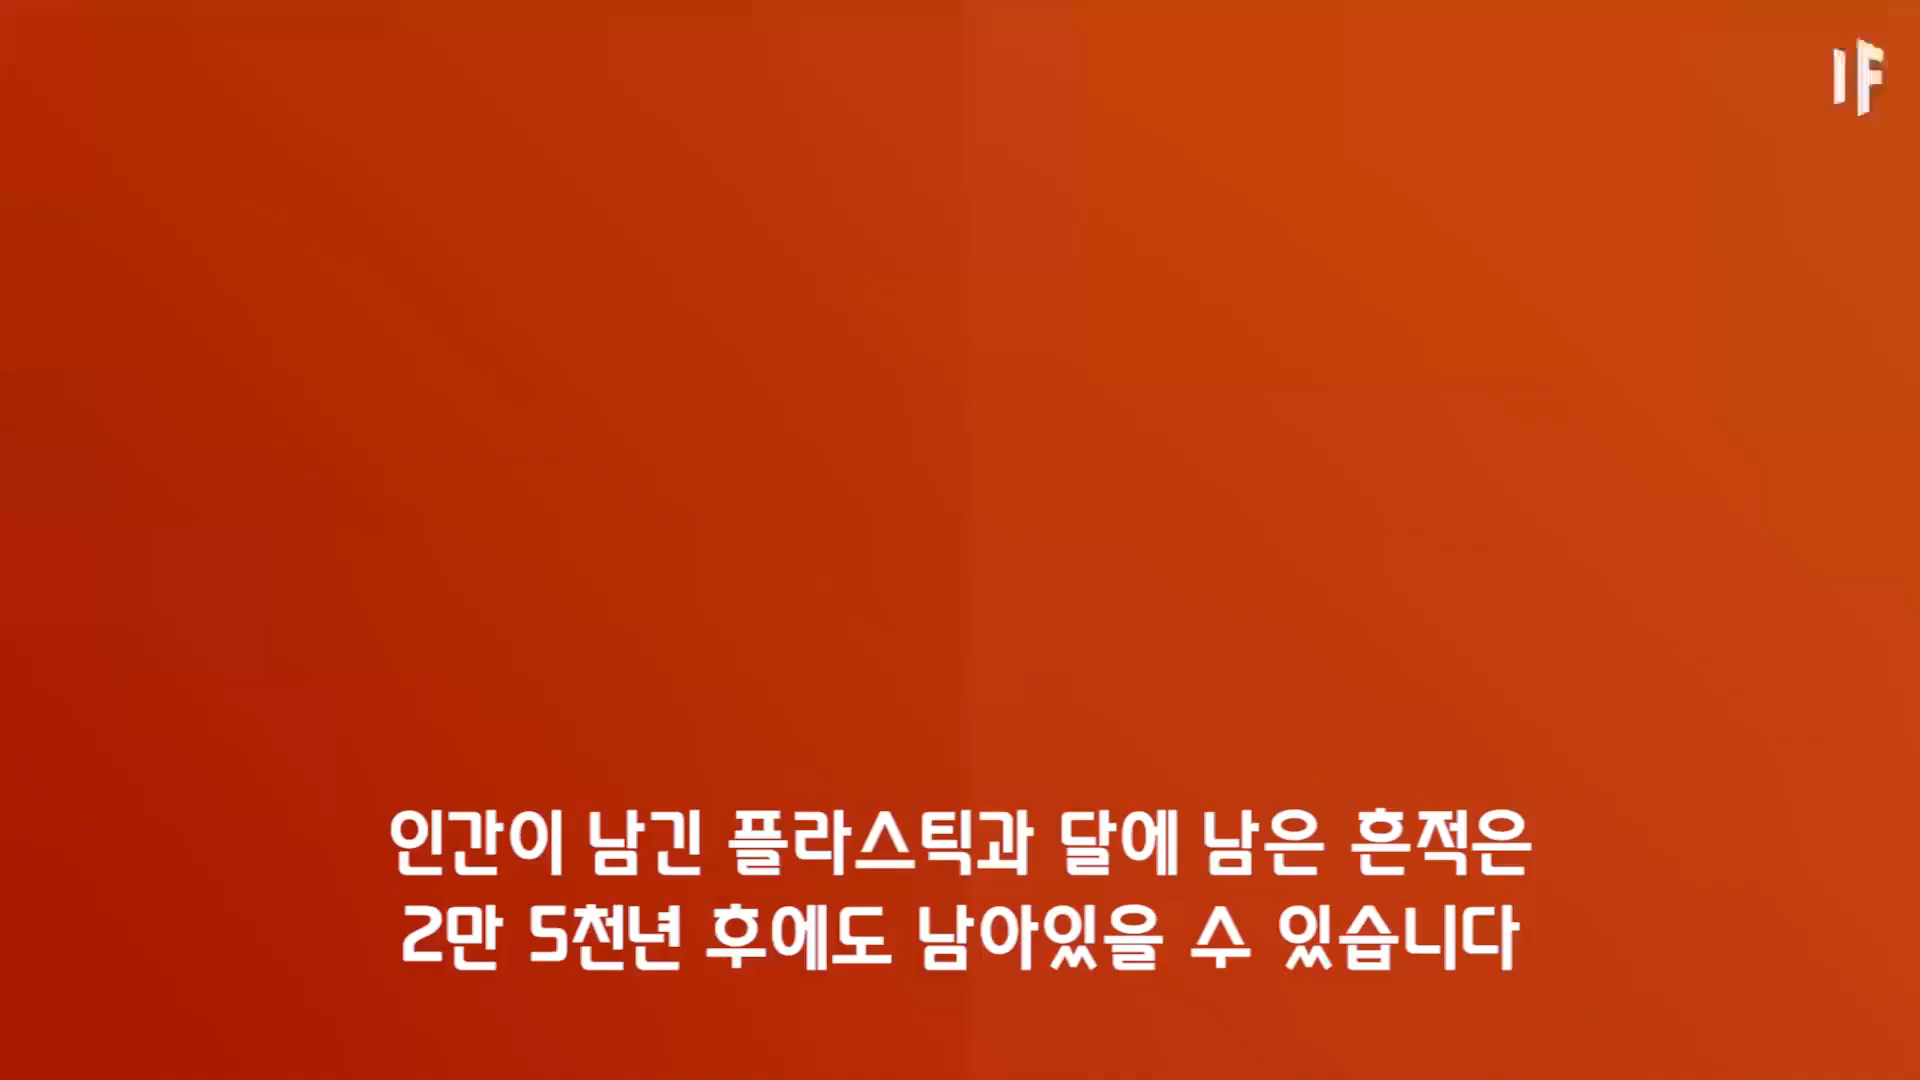 IF
인간이 남긴 플라스틱과 달에 남은 흔적은
2만 5천년 후에도 남아있을 수 있습니다